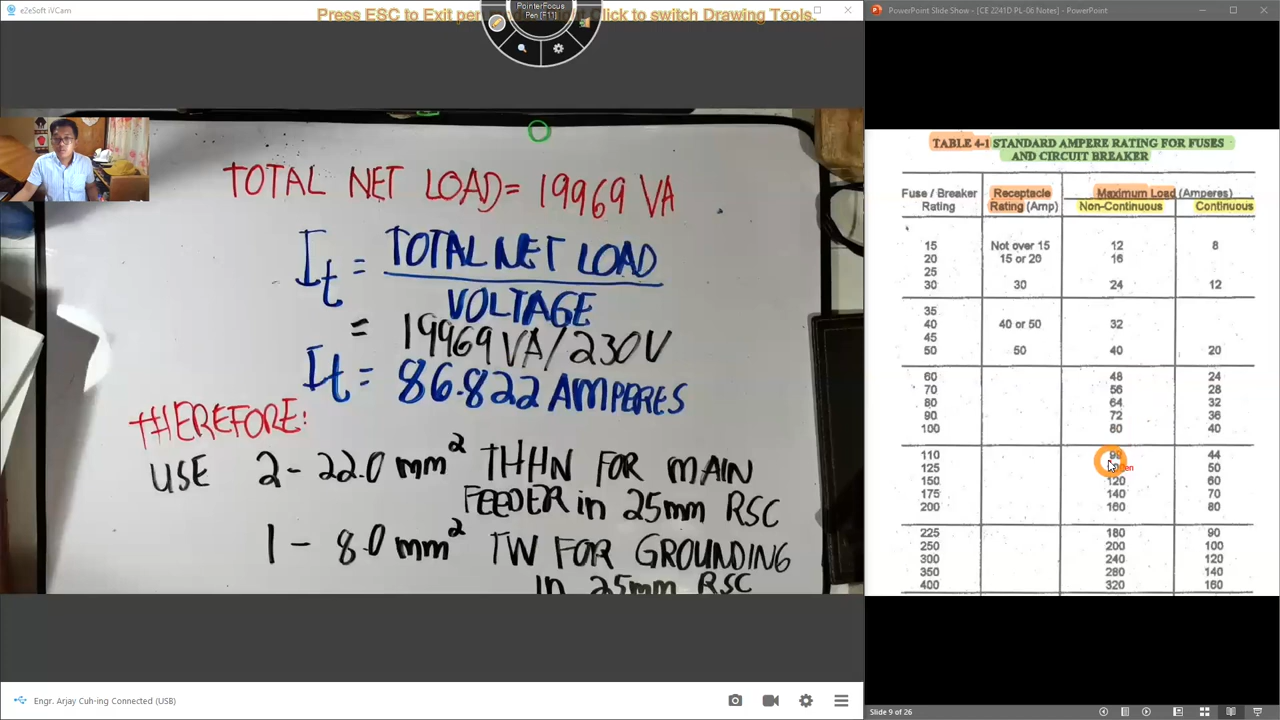 e2eSoft iVCam
Press ESC to Exit
Click to switch Drawing Tools.
PointerFocus
Pen [F11]
TOTAL NET LOAD = 19969 VA
It = TOTAL NET LOAD
VOLTAGE
= 19969 VA/230V
It = 86.822 AMPERES
THEREFORE:
USE 2 - 22.0 mm² THHN FOR MAIN
FEEDER in 25mm RSC
1 - 8.0 mm² TW FOR GROUNDING
in 25mm RSC
Engr. Arjay Cuh-ing Connected (USB)
PowerPoint Slide Show - [CE 2241D PL-06 Notes] - PowerPoint
TABLE 4-1 STANDARD AMPERE RATING FOR FUSES
AND CIRCUIT BREAKER
Fuse / Breaker Receptacle Maximum Load (Amperes)
Rating Rating (Amp) Non-Continuous Continuous
15 Not over 15 12 8
20 15 or 20 16
25
30 30 24 12
35
40 40 or 50 32
45
50 50 40 20
60 48 24
70 56 28
80 64 32
90 72 36
100 80 40
110 44
125 50
150 120 60
175 140 70
200 160 80
225 180 90
250 200 100
300 240 120
350 280 140
400 320 160
Slide 9 of 26